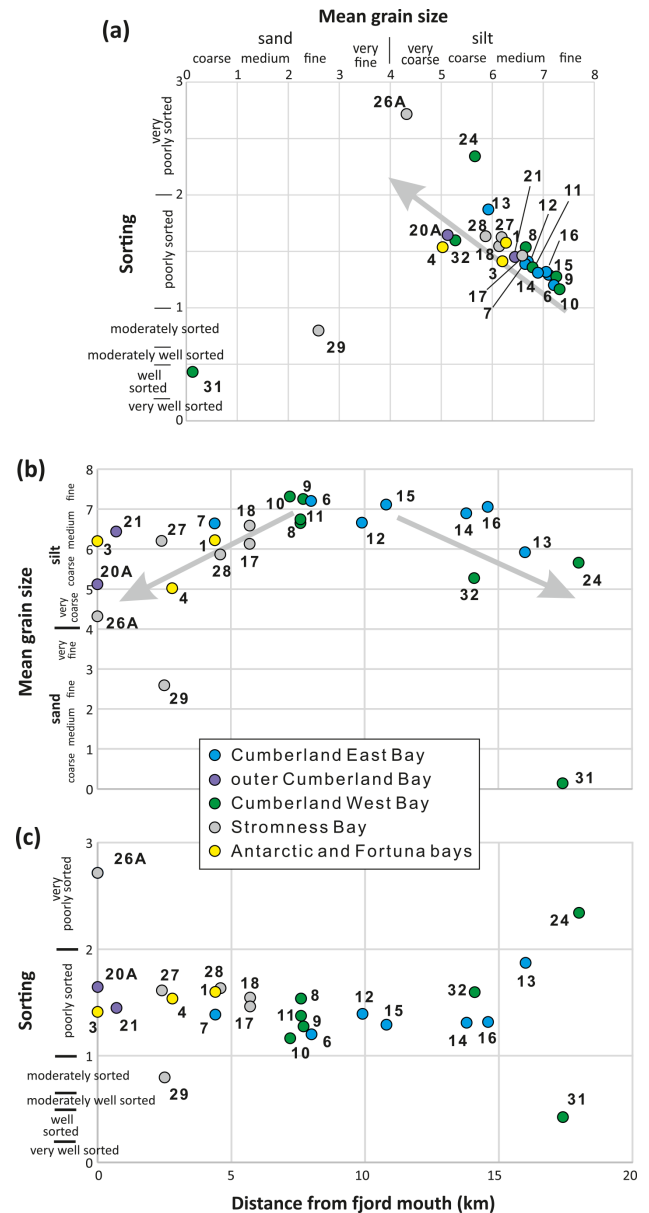 (a)
Mean grain size
sand
silt
coarse medium fine very fine very coarse coarse medium fine
0 1 2 3 4 5 6 7 8
3
2
1
0
Sorting
very
poorly sorted
poorly sorted
moderately sorted
moderately well sorted
well
sorted
very well sorted
26A
24
21
11
13
12
28
27
1
8
16
20A
4
32
18
3
15
9
17
14
6
10
7
29
31
(b)
Mean grain size
silt
sand
fine
medium
coarse
very
coarse
very
fine
fine
medium
coarse
8
7
6
5
4
3
2
1
0
3
21
20A
26A
27
4
29
7
1
28
18
17
10
9
6
11
8
12
15
14
16
13
32
24
31
Cumberland East Bay
outer Cumberland Bay
Cumberland West Bay
Stromness Bay
Antarctic and Fortuna bays
(c)
Sorting
very
poorly sorted
poorly sorted
moderately sorted
moderately well sorted
well
sorted
very well sorted
3
2
1
0
26A
20A
3
21
27
4
29
28
1
7
18
17
8
11
9
10
6
12
15
32
14
16
13
24
31
0 5 10 15 20
Distance from fjord mouth (km)